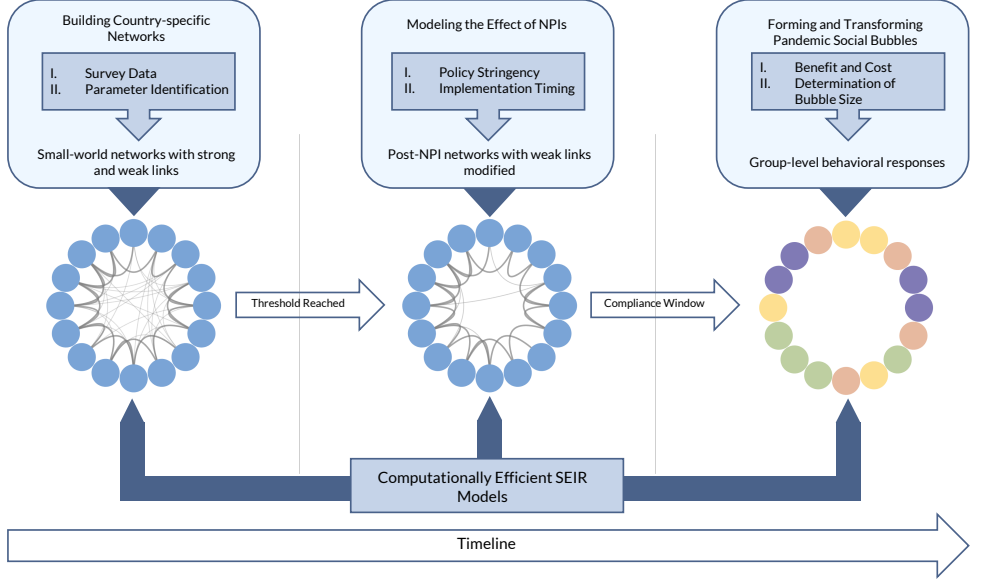 Building Country-specific
Networks
I. Survey Data
II. Parameter Identification
Small-world networks with strong
and weak links
Modeling the Effect of NPIs
I. Policy Stringency
II. Implementation Timing
Post-NPI networks with weak links
modified
Forming and Transforming
Pandemic Social Bubbles
I. Benefit and Cost
II. Determination of
Bubble Size
Group-level behavioral responses
Threshold Reached
Compliance Window
Computationally Efficient SEIR
Models
Timeline